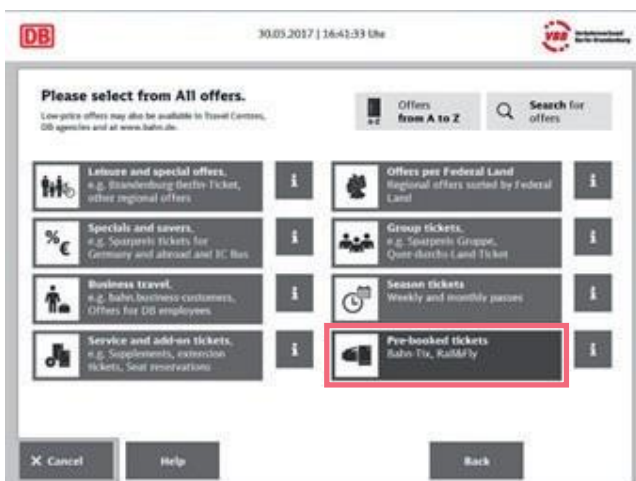 DB
30.05.2017 | 16:41:33 Uhr
VBB Verkehrsverbund
Berlin-Brandenburg
Please select from All offers.
Low-price offers may also be available in Travel Centres,
DB agencies and at www.bahn.de.
A-Z
Offers
from A to Z
Search for
offers
Leisure and special offers,
e.g. Brandenburg-Berlin-Ticket,
other regional offers
i
Offers per Federal Land
Regional offers sorted by Federal
Land
i
Specials and savers,
e.g. Sparpreis tickets for
Germany and abroad and IC Bus
i
Group tickets,
e.g. Sparpreis Gruppe,
Quer-durchs-Land Ticket
i
Business travel,
e.g. bahn.business customers,
Offers for DB employees
i
Season tickets
Weekly and monthly passes
i
Service and add-on tickets,
e.g. Supplements, extension
tickets, Seat reservations
i
Pre-booked tickets
Bahn-Tix, Rail&Fly
i
X Cancel
Help
Back